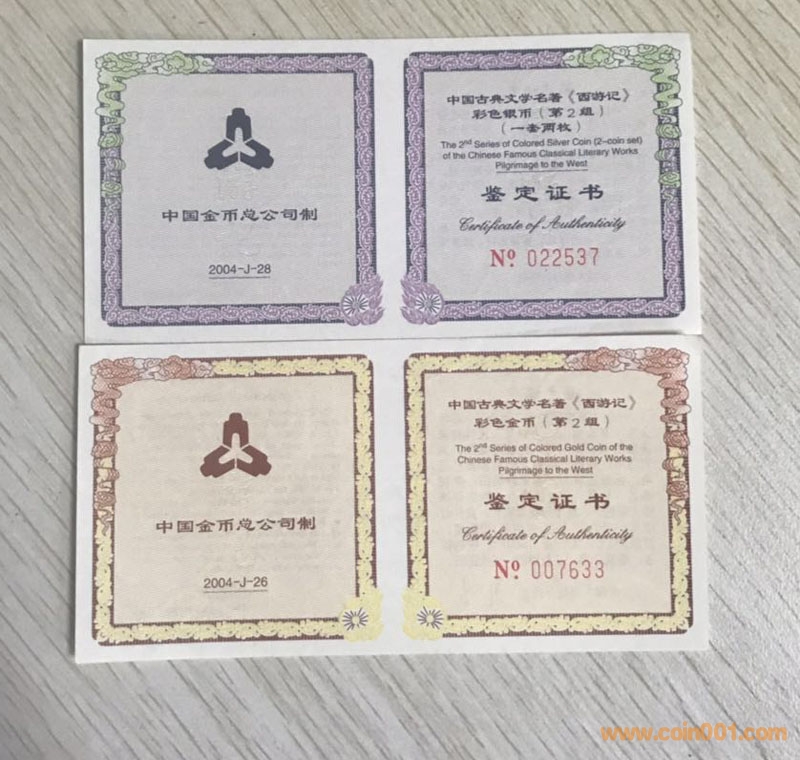 中国金币总公司制
2004-J-28
中国古典文学名著《西游记》
彩色银币（第2组）
（一套两枚）
The 2nd Series of Colored Silver Coin (2-coin set)
of the Chinese Famous Classical Literary Works
Pilgrimage to the West
鉴定证书
Certificate of Authenticity
Nº 022537
中国金币总公司制
2004-J-26
中国古典文学名著《西游记》
彩色金币（第2组）
The 2nd Series of Colored Gold Coin of the
Chinese Famous Classical Literary Works
Pilgrimage to the West
鉴定证书
Certificate of Authenticity
Nº 007633
www.coin001.com